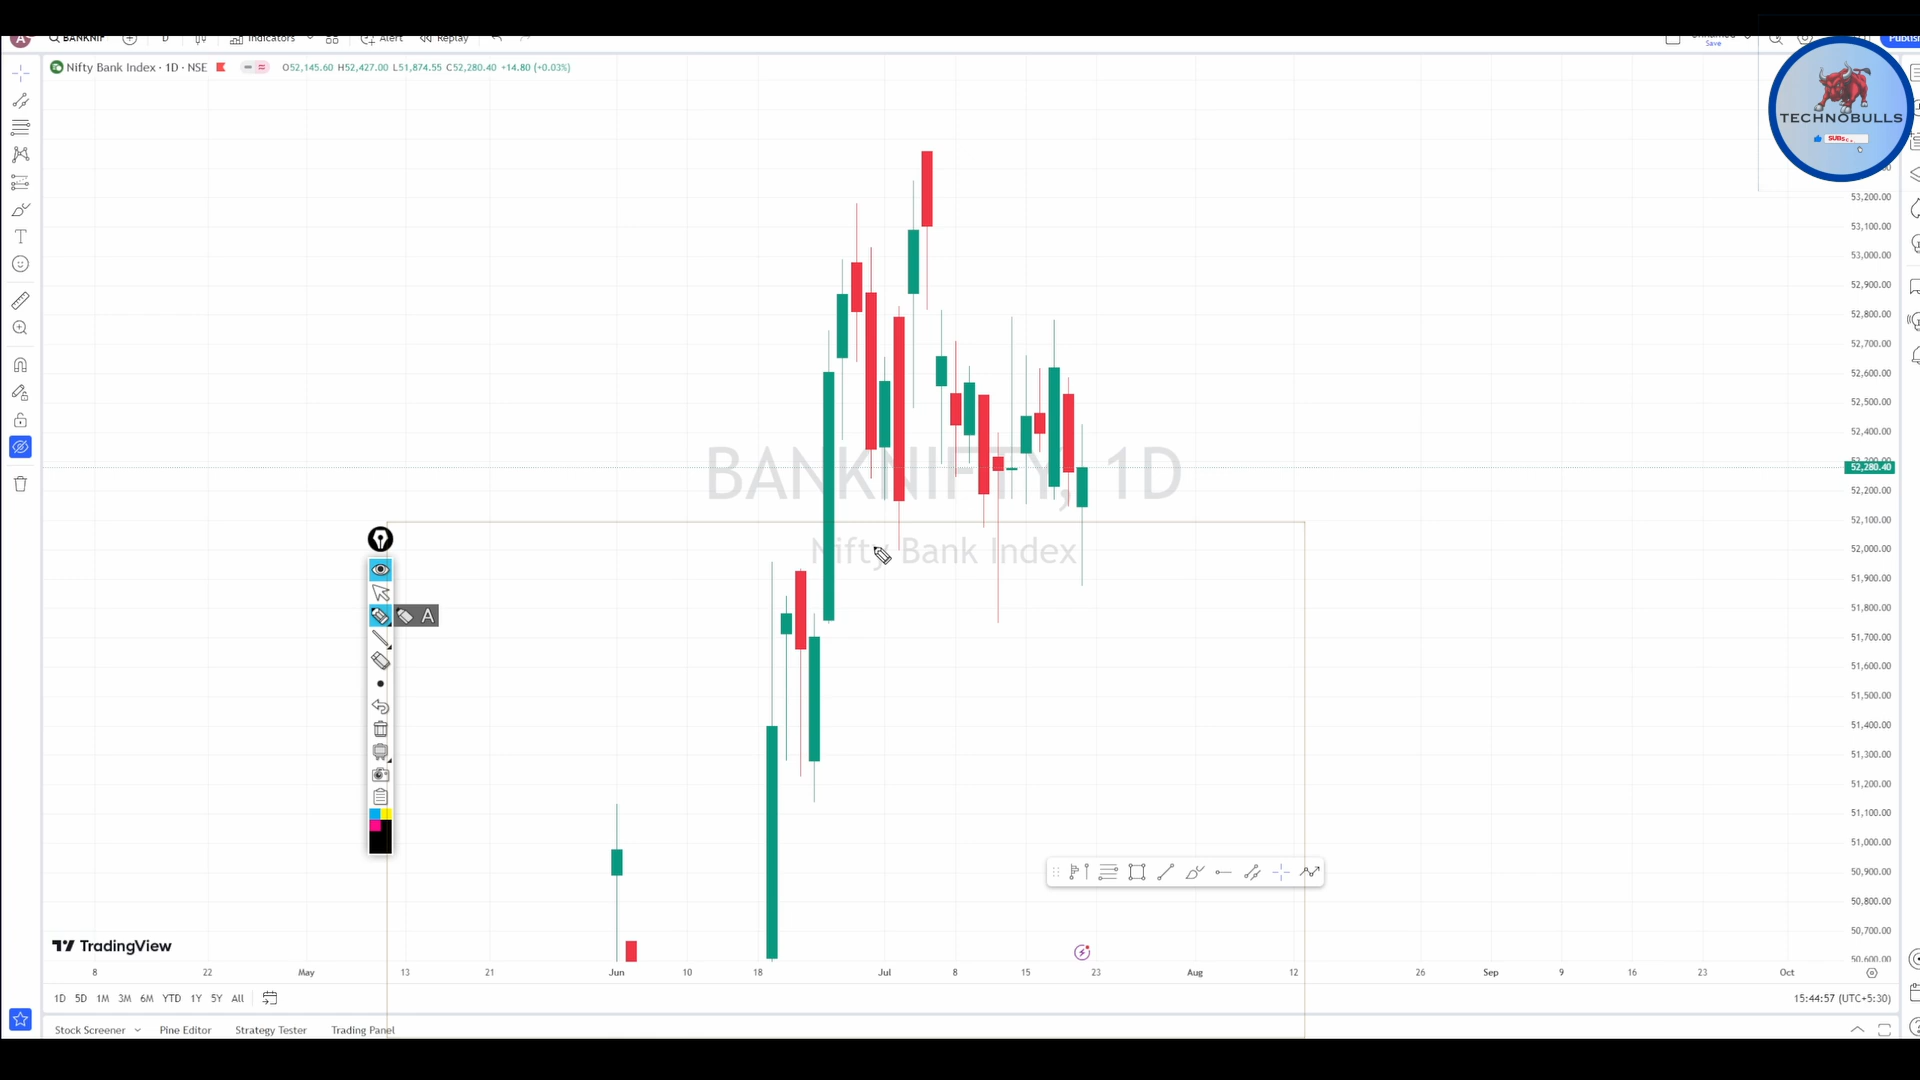 A BANKNIF D Indicators Alert Replay Save Publish
Nifty Bank Index · 1D · NSE O52,145.60 H52,427.00 L51,874.55 C52,280.40 +14.80 (+0.03%)
TECHNOBULLS
53,200.00
53,100.00
53,000.00
52,900.00
52,800.00
52,700.00
52,600.00
52,500.00
52,400.00
52,280.40
52,200.00
52,100.00
52,000.00
51,900.00
51,800.00
51,700.00
51,600.00
51,500.00
51,400.00
51,300.00
51,200.00
51,100.00
51,000.00
50,900.00
50,800.00
50,700.00
50,600.00
BANKNIFTY, 1D
Nifty Bank Index
A
TradingView
8 22 May 13 21 Jun 10 18 Jul 8 15 23 Aug 12 26 Sep 9 16 23 Oct
1D 5D 1M 3M 6M YTD 1Y 5Y All 15:44:57 (UTC+5:30)
Stock Screener Pine Editor Strategy Tester Trading Panel